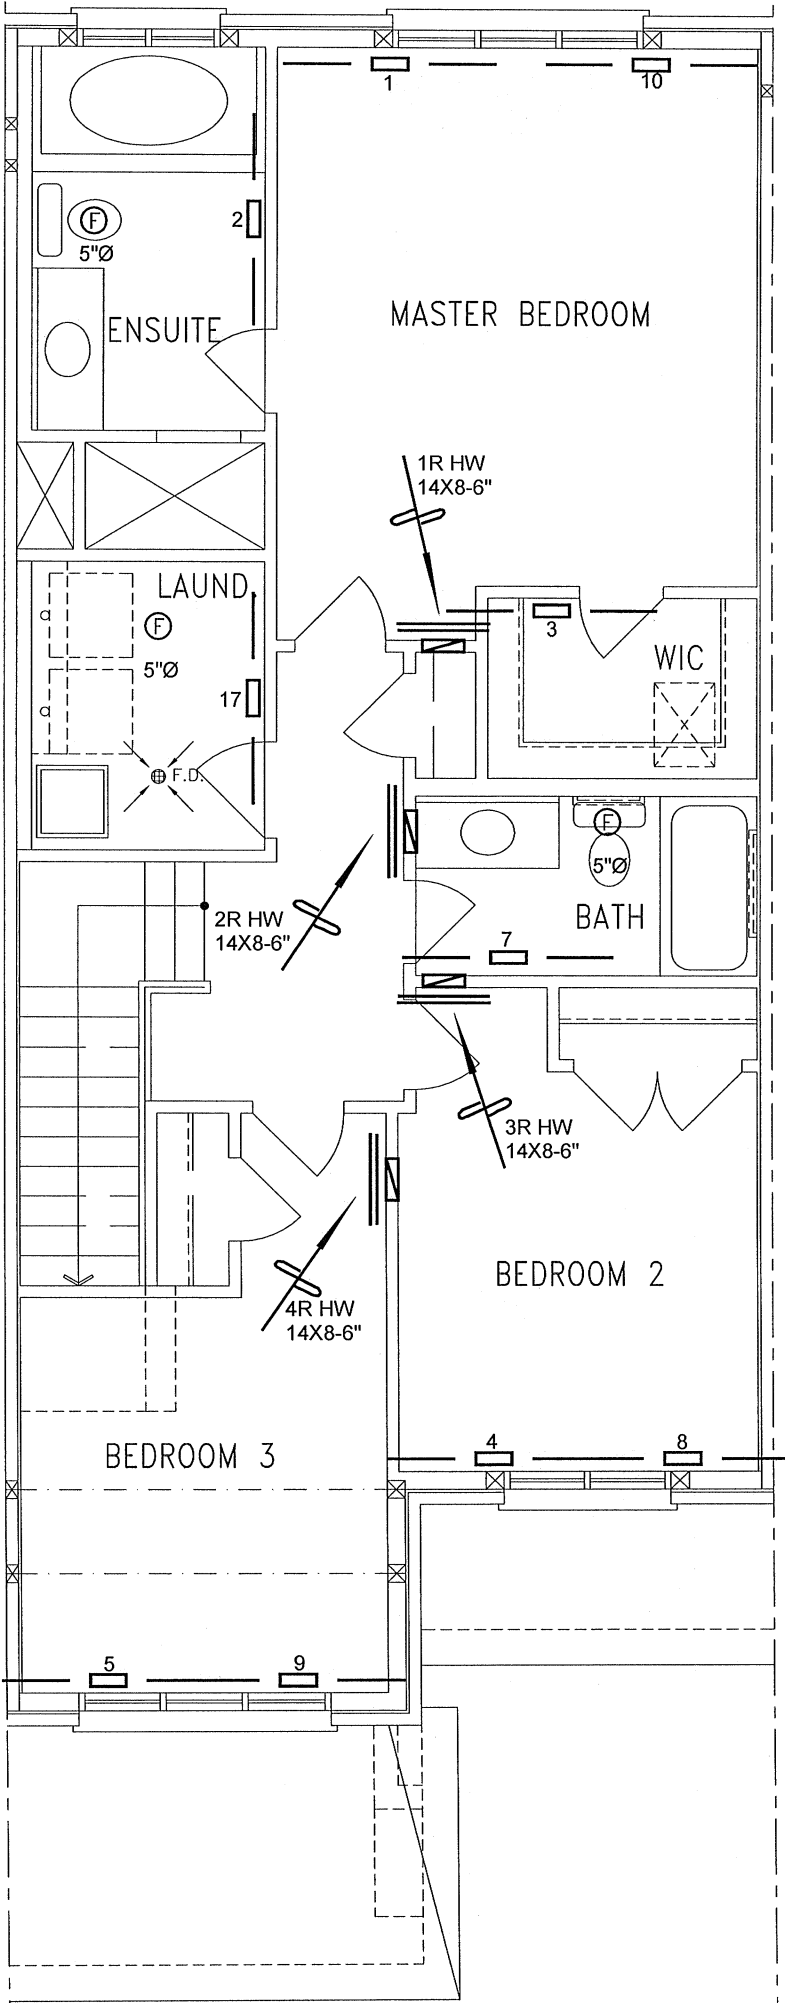 1
10
2
F
5"Ø
ENSUITE
MASTER BEDROOM
1R HW
14X8-6"
LAUND.
F
5"Ø
3
WIC
17
F.D.
F
5"Ø
2R HW
14X8-6"
BATH
7
3R HW
14X8-6"
BEDROOM 2
4R HW
14X8-6"
4
8
BEDROOM 3
5
9